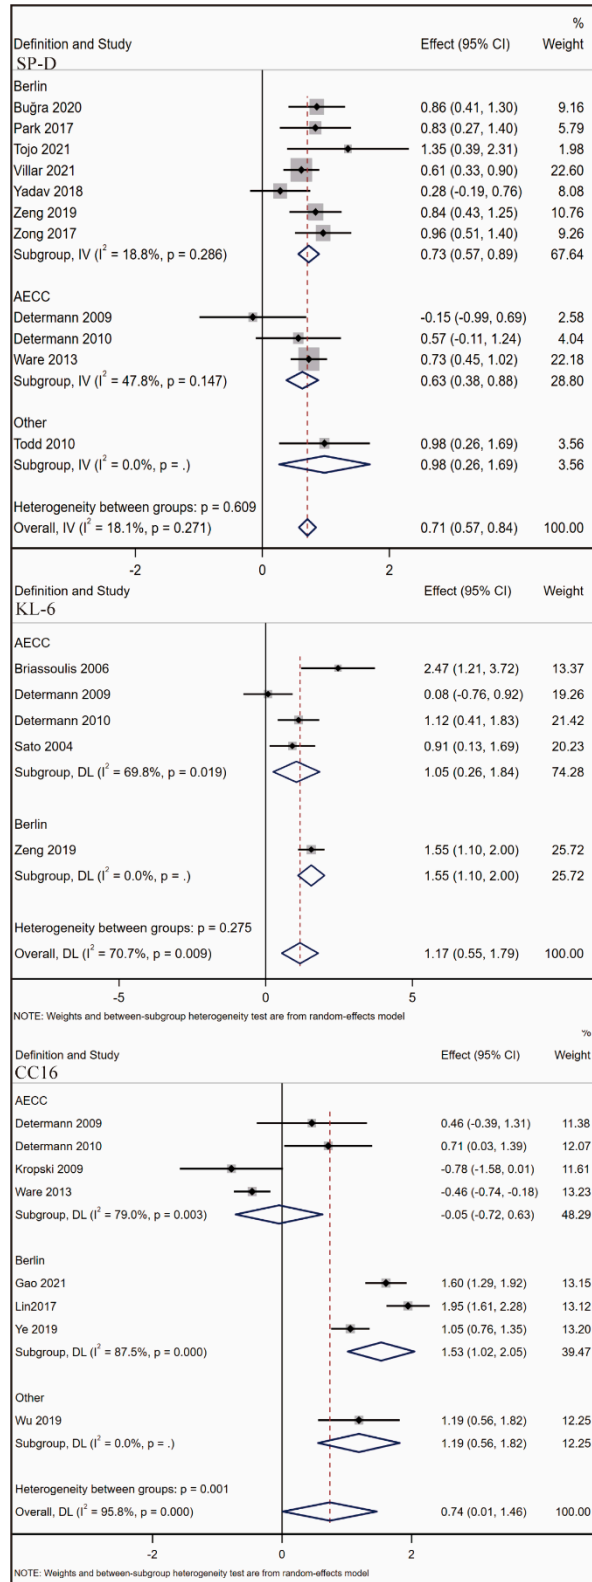 %
Definition and Study Effect (95% CI) Weight
SP-D
Berlin
Buğra 2020 0.86 (0.41, 1.30) 9.16
Park 2017 0.83 (0.27, 1.40) 5.79
Tojo 2021 1.35 (0.39, 2.31) 1.98
Villar 2021 0.61 (0.33, 0.90) 22.60
Yadav 2018 0.28 (-0.19, 0.76) 8.08
Zeng 2019 0.84 (0.43, 1.25) 10.76
Zong 2017 0.96 (0.51, 1.40) 9.26
Subgroup, IV (I² = 18.8%, p = 0.286) 0.73 (0.57, 0.89) 67.64
AECC
Determann 2009 -0.15 (-0.99, 0.69) 2.58
Determann 2010 0.57 (-0.11, 1.24) 4.04
Ware 2013 0.73 (0.45, 1.02) 22.18
Subgroup, IV (I² = 47.8%, p = 0.147) 0.63 (0.38, 0.88) 28.80
Other
Todd 2010 0.98 (0.26, 1.69) 3.56
Subgroup, IV (I² = 0.0%, p = .) 0.98 (0.26, 1.69) 3.56
Heterogeneity between groups: p = 0.609
Overall, IV (I² = 18.1%, p = 0.271) 0.71 (0.57, 0.84) 100.00
-2 0 2
Definition and Study Effect (95% CI) Weight
KL-6
AECC
Briassoulis 2006 2.47 (1.21, 3.72) 13.37
Determann 2009 0.08 (-0.76, 0.92) 19.26
Determann 2010 1.12 (0.41, 1.83) 21.42
Sato 2004 0.91 (0.13, 1.69) 20.23
Subgroup, DL (I² = 69.8%, p = 0.019) 1.05 (0.26, 1.84) 74.28
Berlin
Zeng 2019 1.55 (1.10, 2.00) 25.72
Subgroup, DL (I² = 0.0%, p = .) 1.55 (1.10, 2.00) 25.72
Heterogeneity between groups: p = 0.275
Overall, DL (I² = 70.7%, p = 0.009) 1.17 (0.55, 1.79) 100.00
-5 0 5
NOTE: Weights and between-subgroup heterogeneity test are from random-effects model
%
Definition and Study Effect (95% CI) Weight
CC16
AECC
Determann 2009 0.46 (-0.39, 1.31) 11.38
Determann 2010 0.71 (0.03, 1.39) 12.07
Kropski 2009 -0.78 (-1.58, 0.01) 11.61
Ware 2013 -0.46 (-0.74, -0.18) 13.23
Subgroup, DL (I² = 79.0%, p = 0.003) -0.05 (-0.72, 0.63) 48.29
Berlin
Gao 2021 1.60 (1.29, 1.92) 13.15
Lin2017 1.95 (1.61, 2.28) 13.12
Ye 2019 1.05 (0.76, 1.35) 13.20
Subgroup, DL (I² = 87.5%, p = 0.000) 1.53 (1.02, 2.05) 39.47
Other
Wu 2019 1.19 (0.56, 1.82) 12.25
Subgroup, DL (I² = 0.0%, p = .) 1.19 (0.56, 1.82) 12.25
Heterogeneity between groups: p = 0.001
Overall, DL (I² = 95.8%, p = 0.000) 0.74 (0.01, 1.46) 100.00
-2 0 2
NOTE: Weights and between-subgroup heterogeneity test are from random-effects model